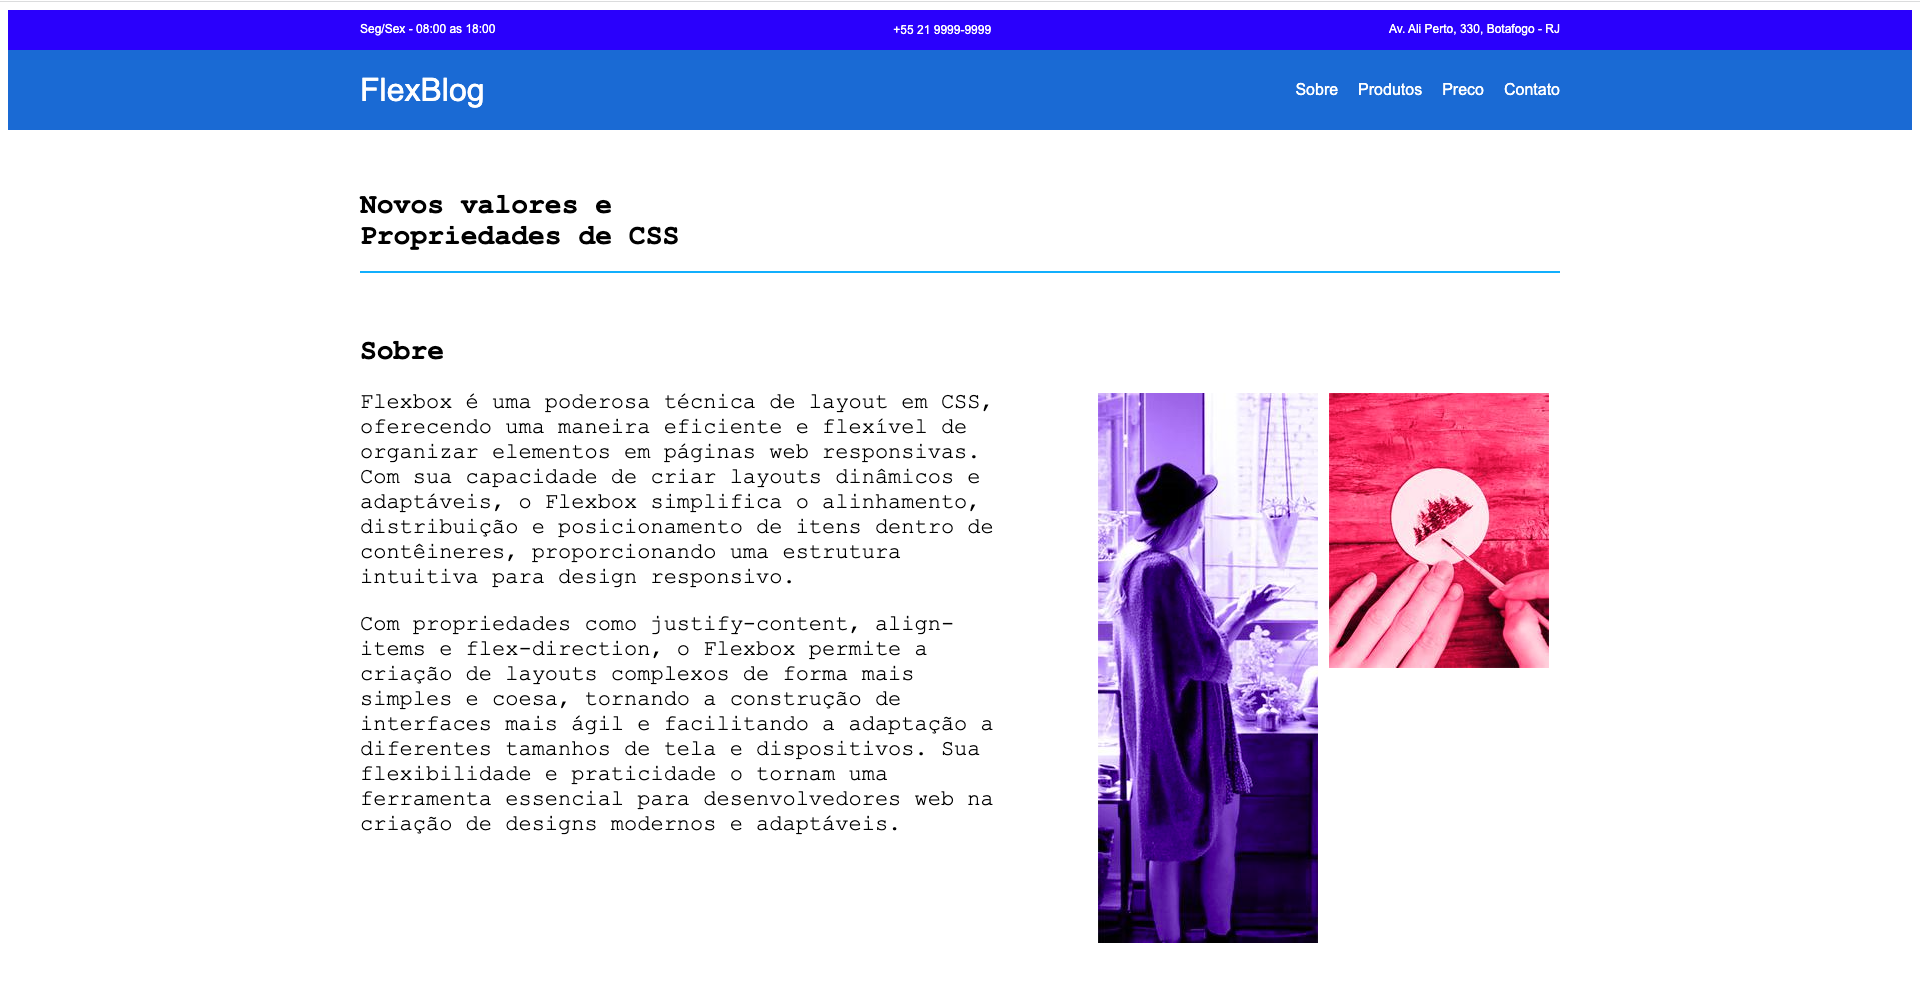 Seg/Sex - 08:00 as 18:00
+55 21 9999-9999
Av. Ali Perto, 330, Botafogo - RJ
FlexBlog
Sobre
Produtos
Preco
Contato
Novos valores e
Propriedades de CSS
Sobre
Flexbox é uma poderosa técnica de layout em CSS,
oferecendo uma maneira eficiente e flexível de
organizar elementos em páginas web responsivas.
Com sua capacidade de criar layouts dinâmicos e
adaptáveis, o Flexbox simplifica o alinhamento,
distribuição e posicionamento de itens dentro de
contêineres, proporcionando uma estrutura
intuitiva para design responsivo.
Com propriedades como justify-content, align-
items e flex-direction, o Flexbox permite a
criação de layouts complexos de forma mais
simples e coesa, tornando a construção de
interfaces mais ágil e facilitando a adaptação a
diferentes tamanhos de tela e dispositivos. Sua
flexibilidade e praticidade o tornam uma
ferramenta essencial para desenvolvedores web na
criação de designs modernos e adaptáveis.